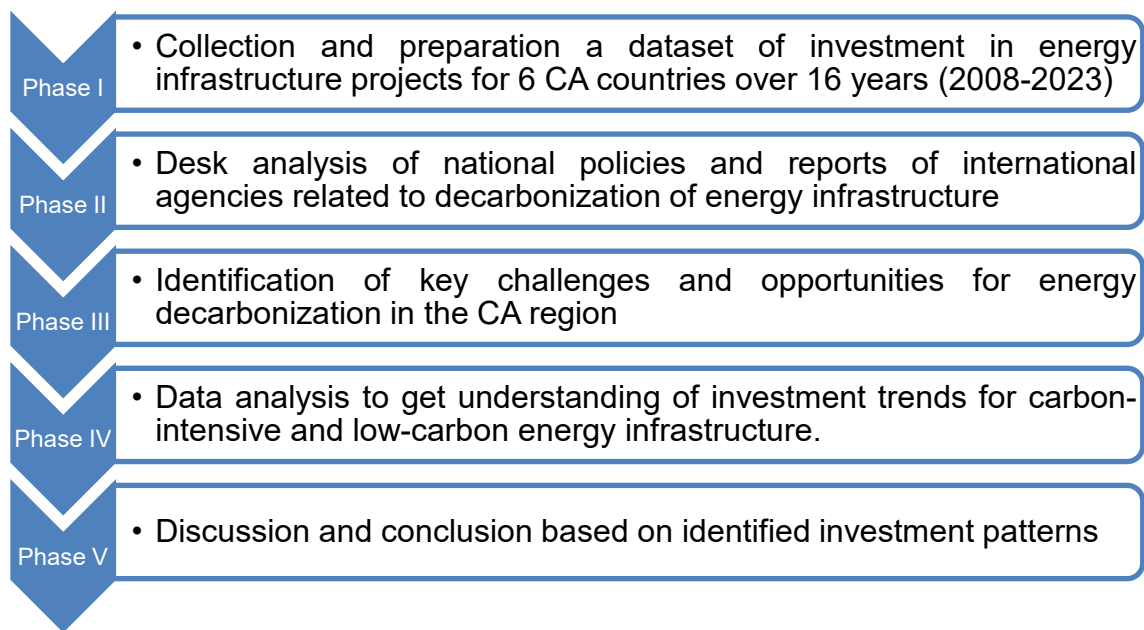 Phase I
• Collection and preparation a dataset of investment in energy
infrastructure projects for 6 CA countries over 16 years (2008-2023)
Phase II
• Desk analysis of national policies and reports of international
agencies related to decarbonization of energy infrastructure
Phase III
• Identification of key challenges and opportunities for energy
decarbonization in the CA region
Phase IV
• Data analysis to get understanding of investment trends for carbon-
intensive and low-carbon energy infrastructure.
Phase V
• Discussion and conclusion based on identified investment patterns